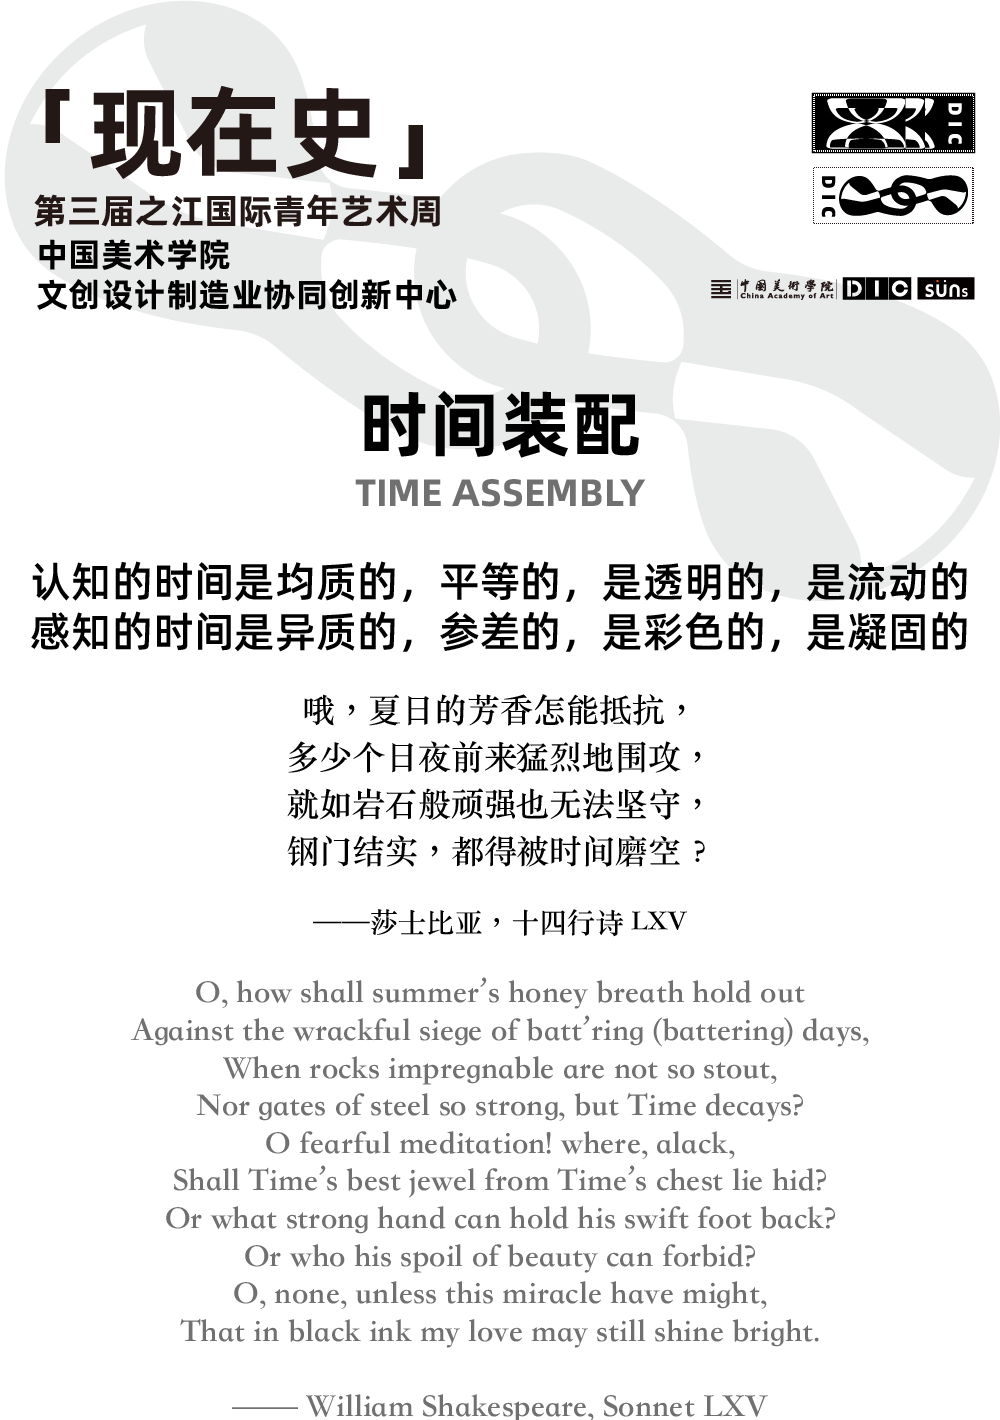 「现在史」
第三届之江国际青年艺术周
中国美术学院
文创设计制造业协同创新中心
DIC
DIC
中国美術學院
China Academy of Art
DIC
süns
时间装配
TIME ASSEMBLY
认知的时间是均质的，平等的，是透明的，是流动的
感知的时间是异质的，参差的，是彩色的，是凝固的
哦，夏日的芳香怎能抵抗，
多少个日夜前来猛烈地围攻，
就如岩石般顽强也无法坚守，
钢门结实，都得被时间磨空？
——莎士比亚，十四行诗 LXV
O, how shall summer’s honey breath hold out
Against the wrackful siege of batt’ring (battering) days,
When rocks impregnable are not so stout,
Nor gates of steel so strong, but Time decays?
O fearful meditation! where, alack,
Shall Time’s best jewel from Time’s chest lie hid?
Or what strong hand can hold his swift foot back?
Or who his spoil of beauty can forbid?
O, none, unless this miracle have might,
That in black ink my love may still shine bright.
—— William Shakespeare, Sonnet LXV